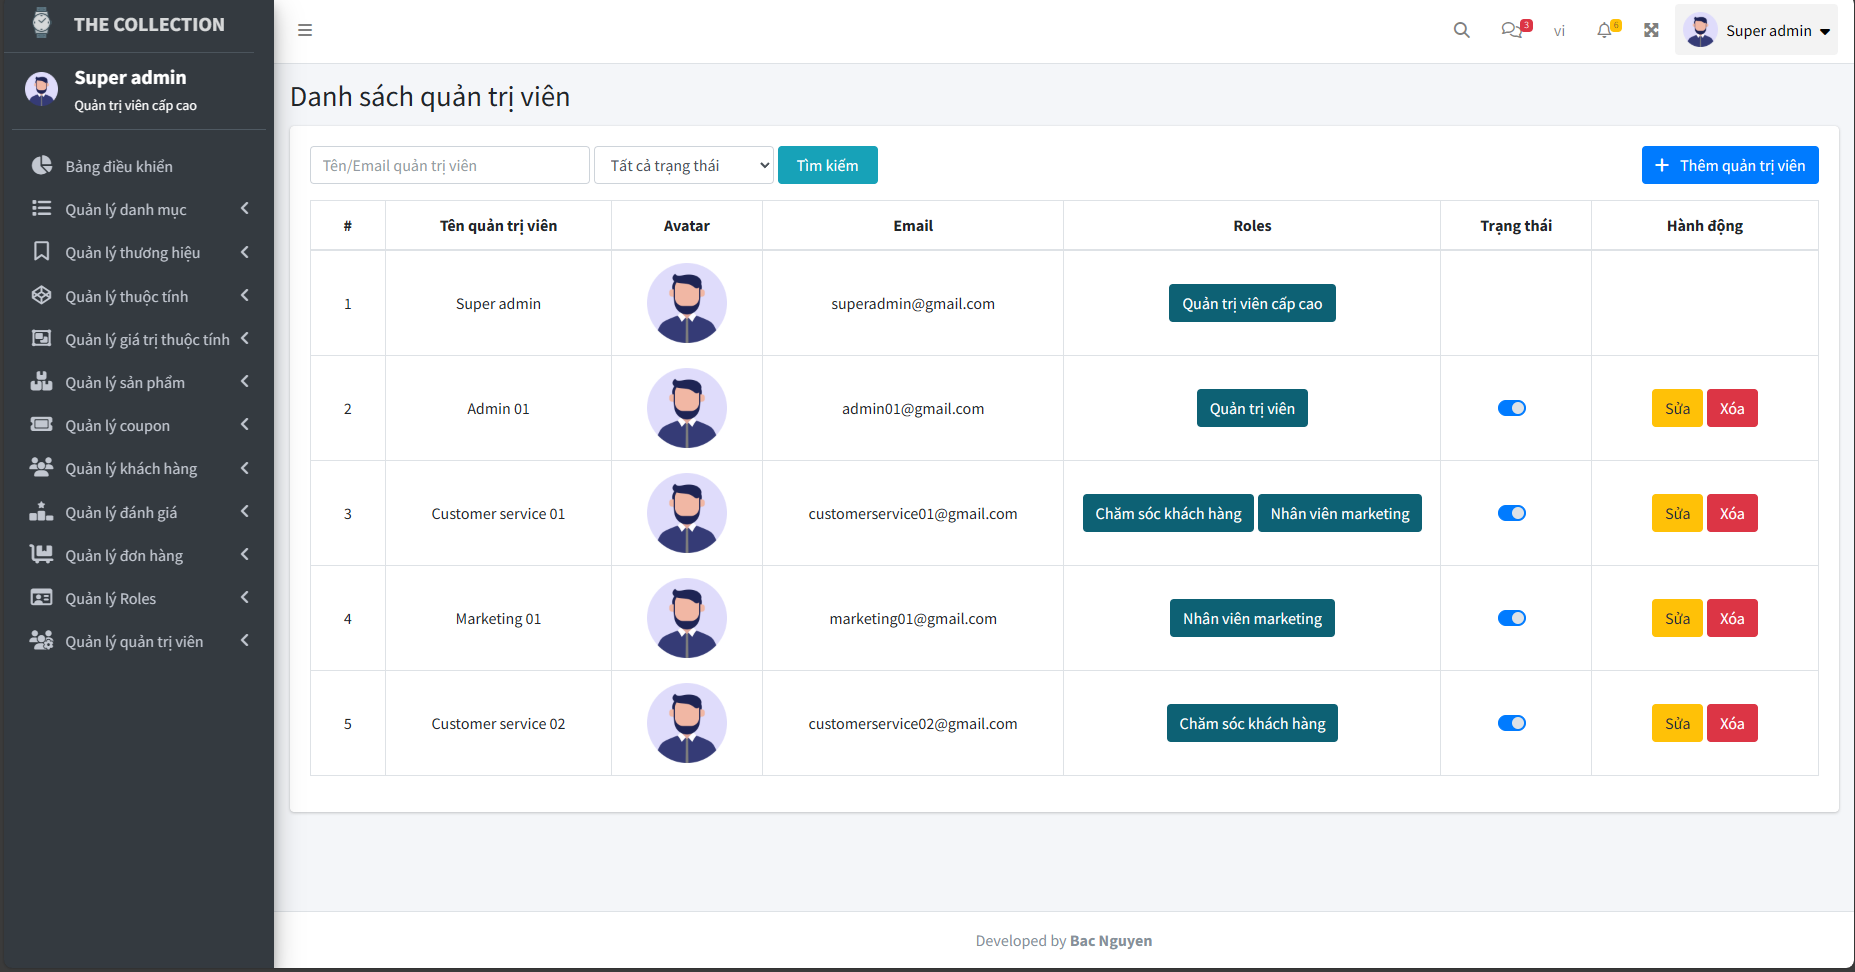 THE COLLECTION
Super admin
Quản trị viên cấp cao
Bảng điều khiển
Quản lý danh mục
Quản lý thương hiệu
Quản lý thuộc tính
Quản lý giá trị thuộc tính
Quản lý sản phẩm
Quản lý coupon
Quản lý khách hàng
Quản lý đánh giá
Quản lý đơn hàng
Quản lý Roles
Quản lý quản trị viên
3 vi 6 Super admin
Danh sách quản trị viên
Tên/Email quản trị viên Tất cả trạng thái Tìm kiếm + Thêm quản trị viên
# Tên quản trị viên Avatar Email Roles Trạng thái Hành động
1 Super admin superadmin@gmail.com Quản trị viên cấp cao
2 Admin 01 admin01@gmail.com Quản trị viên Sửa Xóa
3 Customer service 01 customerservice01@gmail.com Chăm sóc khách hàng Nhân viên marketing Sửa Xóa
4 Marketing 01 marketing01@gmail.com Nhân viên marketing Sửa Xóa
5 Customer service 02 customerservice02@gmail.com Chăm sóc khách hàng Sửa Xóa
Developed by Bac Nguyen